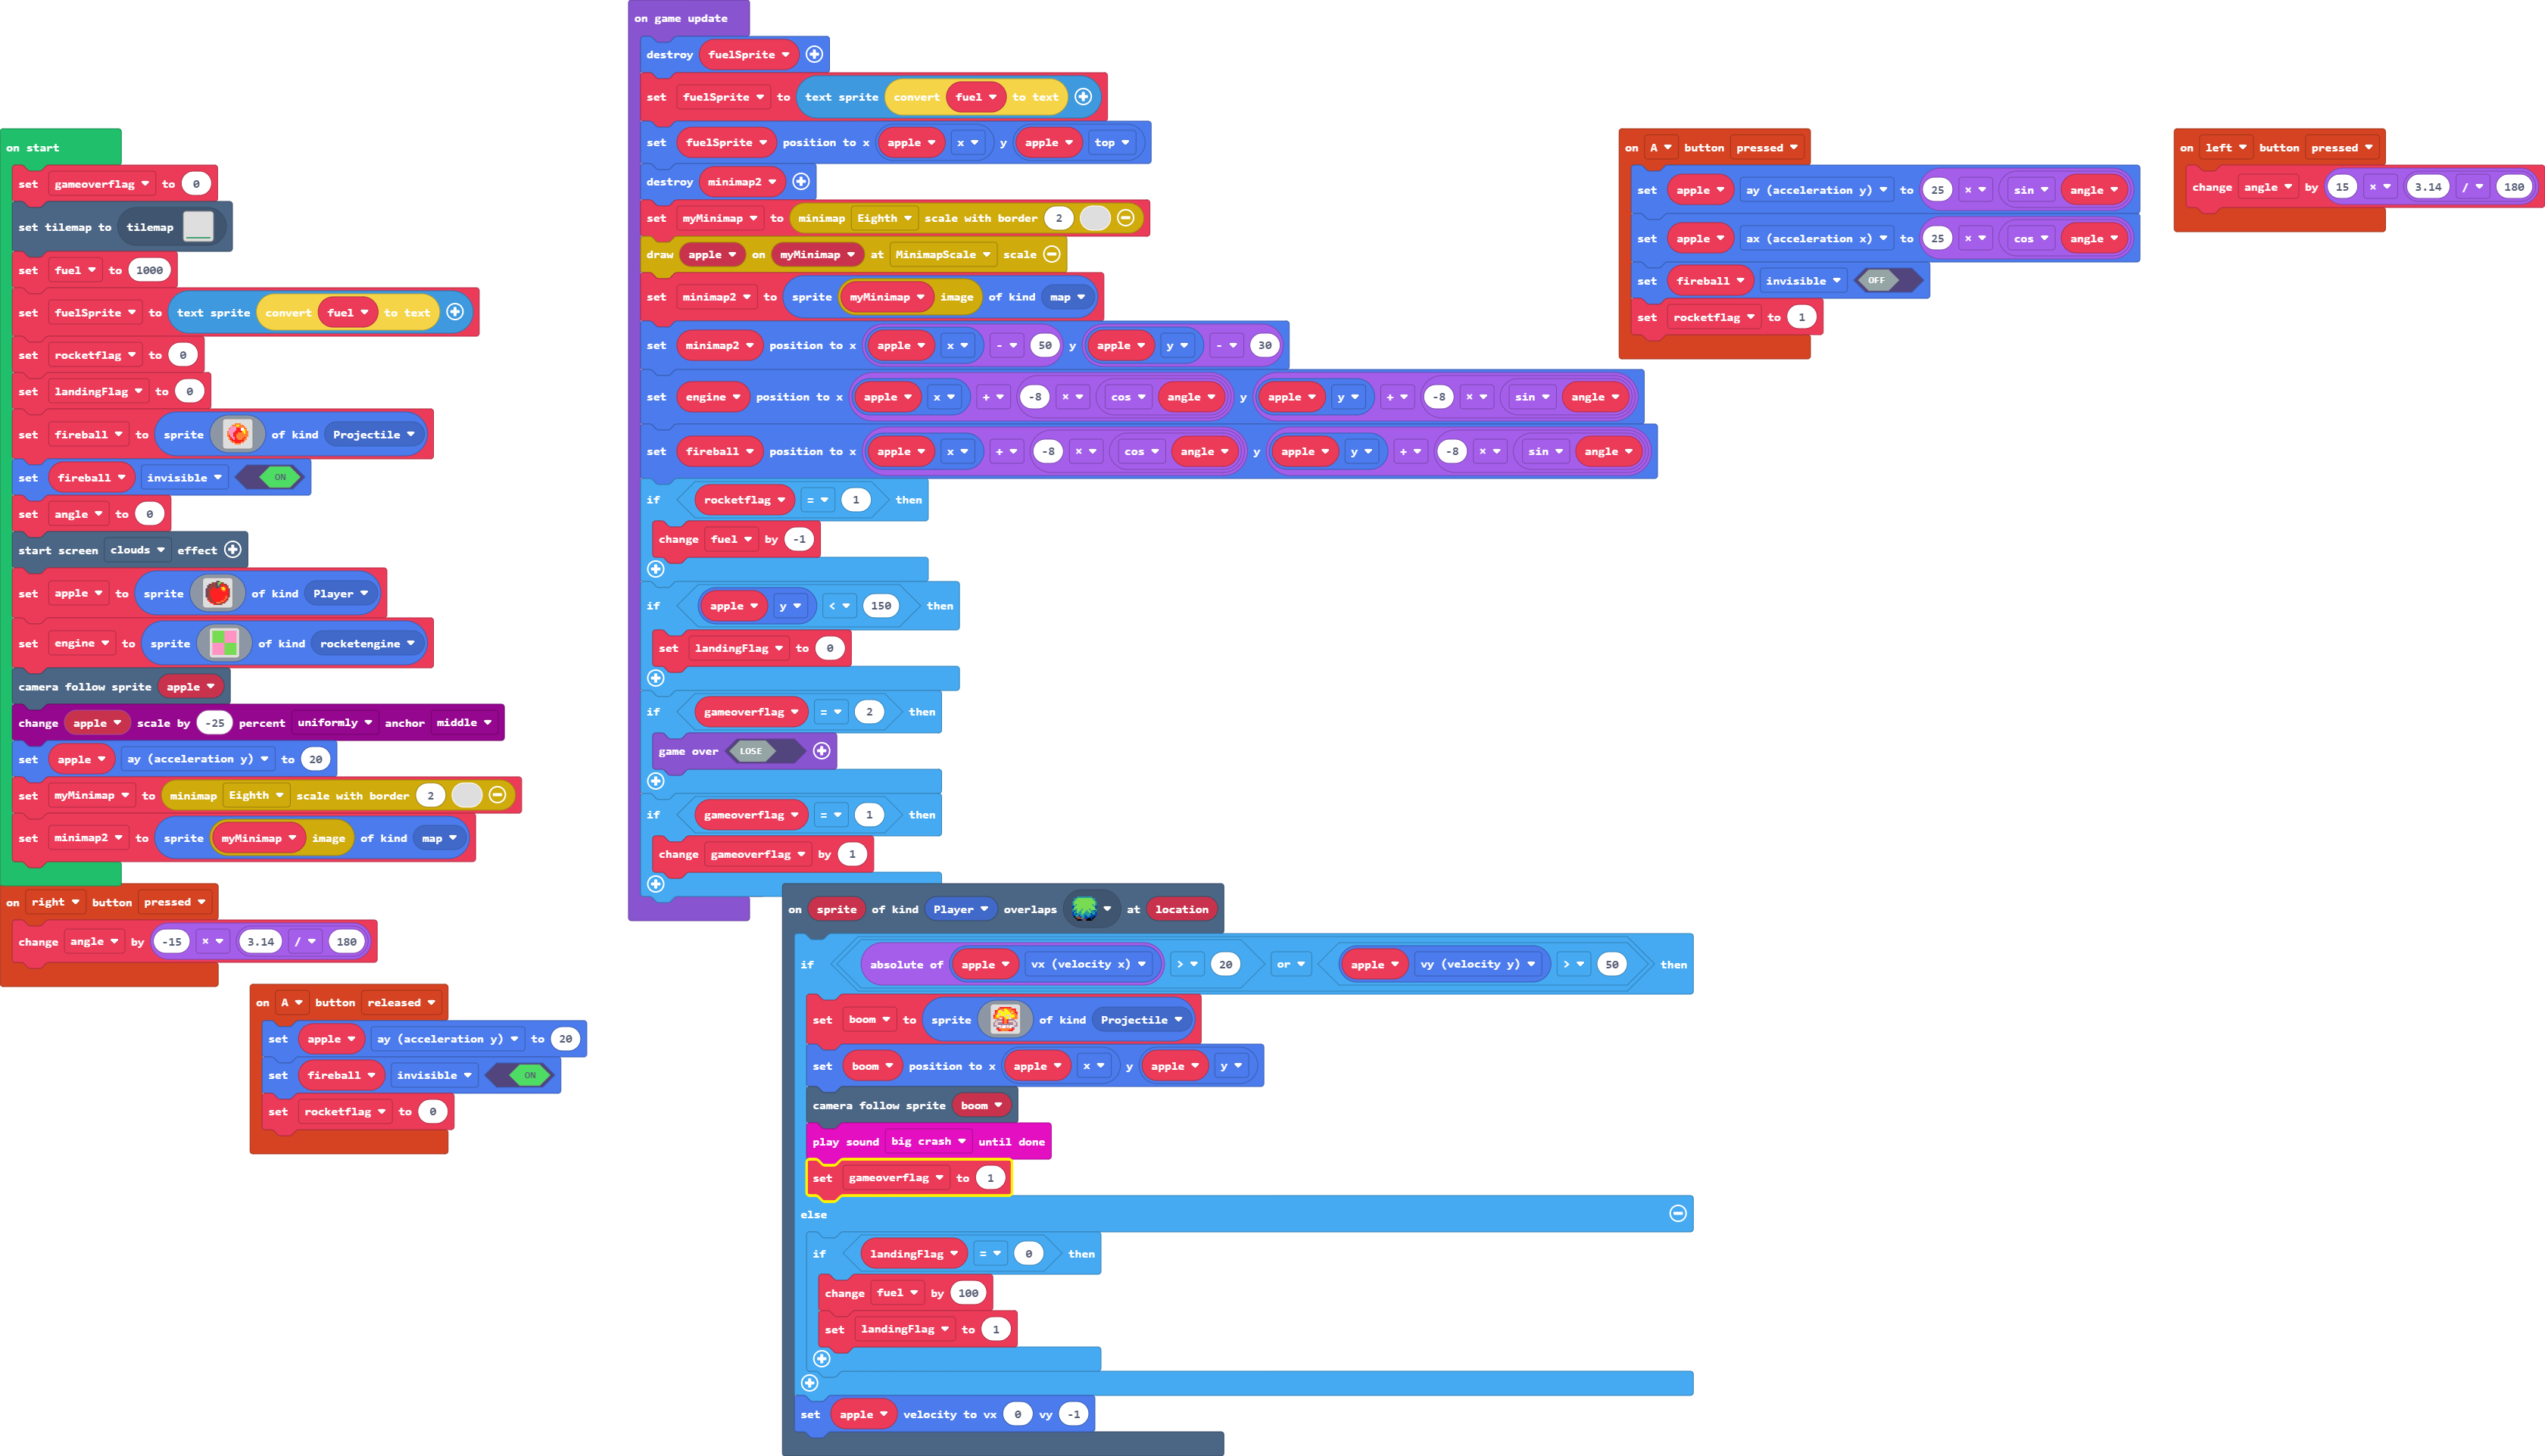 on start
set gameoverflag to 0
set tilemap to tilemap
set fuel to 1000
set fuelSprite to text sprite convert fuel to text
set rocketflag to 0
set landingFlag to 0
set fireball to sprite of kind Projectile
set fireball invisible ON
set angle to 0
start screen clouds effect
set apple to sprite of kind Player
set engine to sprite of kind rocketengine
camera follow sprite apple
change apple scale by -25 percent uniformly anchor middle
set apple ay (acceleration y) to 20
set myMinimap to minimap Eighth scale with border 2
set minimap2 to sprite myMinimap image of kind map
on right button pressed
change angle by -15 × 3.14 / 180
on A button released
set apple ay (acceleration y) to 20
set fireball invisible ON
set rocketflag to 0
on game update
destroy fuelSprite
set fuelSprite to text sprite convert fuel to text
set fuelSprite position to x apple x y apple top
destroy minimap2
set myMinimap to minimap Eighth scale with border 2
draw apple on myMinimap at MinimapScale scale
set minimap2 to sprite myMinimap image of kind map
set minimap2 position to x apple x - 50 y apple y - 30
set engine position to x apple x + -8 × cos angle y apple y + -8 × sin angle
set fireball position to x apple x + -8 × cos angle y apple y + -8 × sin angle
if rocketflag = 1 then
change fuel by -1
if apple y < 150 then
set landingFlag to 0
if gameoverflag = 2 then
game over LOSE
if gameoverflag = 1 then
change gameoverflag by 1
on sprite of kind Player overlaps at location
if absolute of apple vx (velocity x) > 20 or apple vy (velocity y) > 50 then
set boom to sprite of kind Projectile
set boom position to x apple x y apple y
camera follow sprite boom
play sound big crash until done
set gameoverflag to 1
else
if landingFlag = 0 then
change fuel by 100
set landingFlag to 1
set apple velocity to vx 0 vy -1
on A button pressed
set apple ay (acceleration y) to 25 × sin angle
set apple ax (acceleration x) to 25 × cos angle
set fireball invisible OFF
set rocketflag to 1
on left button pressed
change angle by 15 × 3.14 / 180